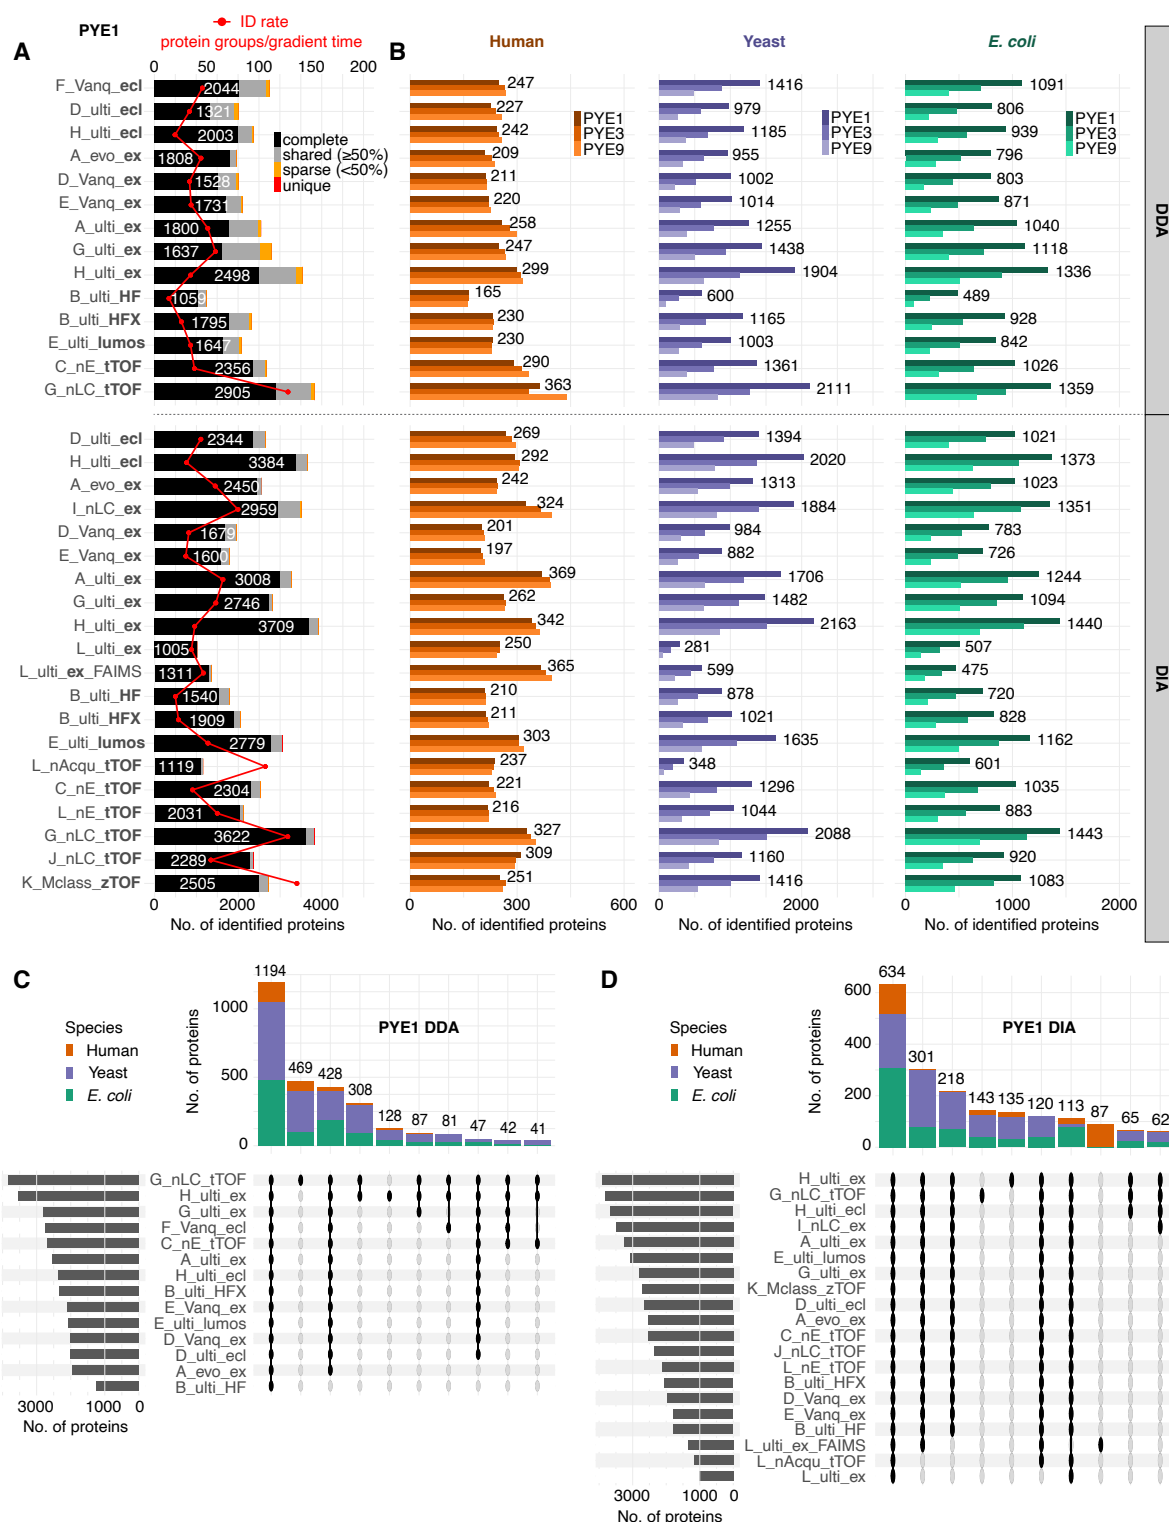 A
PYE1
ID rate
protein groups/gradient time
0 50 100 150 200
F_Vanq_ecl 2044
D_ulti_ecl 1321
H_ulti_ecl 2003
A_evo_ex 1808
D_Vanq_ex 1528
E_Vanq_ex 1731
A_ulti_ex 1800
G_ulti_ex 1637
H_ulti_ex 2498
B_ulti_HF 1059
B_ulti_HFX 1795
E_ulti_lumos 1647
C_nE_tTOF 2356
G_nLC_tTOF 2905
complete
shared (≥50%)
sparse (<50%)
unique
D_ulti_ecl 2344
H_ulti_ecl 3384
A_evo_ex 2450
I_nLC_ex 2959
D_Vanq_ex 1679
E_Vanq_ex 1600
A_ulti_ex 3008
G_ulti_ex 2746
H_ulti_ex 3709
L_ulti_ex 1005
L_ulti_ex_FAIMS 1311
B_ulti_HF 1540
B_ulti_HFX 1909
E_ulti_lumos 2779
L_nAcqu_tTOF 1119
C_nE_tTOF 2304
L_nE_tTOF 2031
G_nLC_tTOF 3622
J_nLC_tTOF 2289
K_Mclass_zTOF 2505
0 2000 4000
No. of identified proteins
B
Human Yeast E. coli
247 1416 1091
227 979 806
242 1185 939
209 955 796
211 1002 803
220 1014 871
258 1255 1040
247 1438 1118
299 1904 1336
165 600 489
230 1165 928
230 1003 842
290 1361 1026
363 2111 1359
PYE1 PYE1 PYE1
PYE3 PYE3 PYE3
PYE9 PYE9 PYE9
DDA
269 1394 1021
292 2020 1373
242 1313 1023
324 1884 1351
201 984 783
197 882 726
369 1706 1244
262 1482 1094
342 2163 1440
250 281 507
365 599 475
210 878 720
211 1021 828
303 1635 1162
237 348 601
221 1296 1035
216 1044 883
327 2088 1443
309 1160 920
251 1416 1083
DIA
0 300 600 0 2000 0 1000 2000
No. of identified proteins No. of identified proteins No. of identified proteins
C
PYE1 DDA
Species
Human
Yeast
E. coli
No. of proteins
1000
500
0
1194 469 428 308 128 87 81 47 42 41
G_nLC_tTOF
H_ulti_ex
G_ulti_ex
F_Vanq_ecl
C_nE_tTOF
A_ulti_ex
H_ulti_ecl
B_ulti_HFX
E_Vanq_ex
E_ulti_lumos
D_Vanq_ex
D_ulti_ecl
A_evo_ex
B_ulti_HF
3000 1000 0
No. of proteins
D
PYE1 DIA
Species
Human
Yeast
E. coli
No. of proteins
600
400
200
0
634 301 218 143 135 120 113 87 65 62
H_ulti_ex
G_nLC_tTOF
H_ulti_ecl
I_nLC_ex
A_ulti_ex
E_ulti_lumos
G_ulti_ex
K_Mclass_zTOF
D_ulti_ecl
A_evo_ex
C_nE_tTOF
J_nLC_tTOF
L_nE_tTOF
B_ulti_HFX
D_Vanq_ex
E_Vanq_ex
B_ulti_HF
L_ulti_ex_FAIMS
L_nAcqu_tTOF
L_ulti_ex
3000 1000 0
No. of proteins